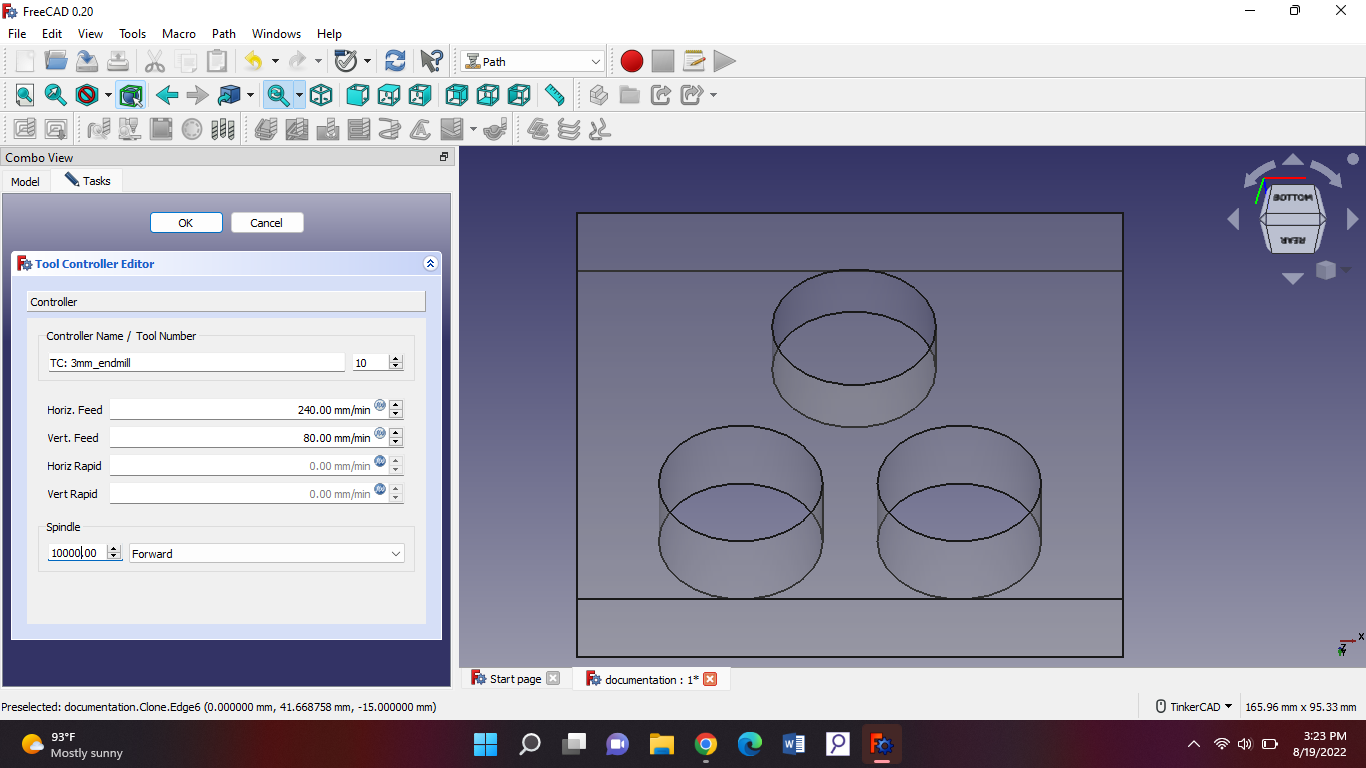 FreeCAD 0.20
File Edit View Tools Macro Path Windows Help
Path
Combo View
Model Tasks
OK Cancel
Tool Controller Editor
Controller
Controller Name / Tool Number
TC: 3mm_endmill 10
Horiz. Feed 240.00 mm/min
Vert. Feed 80.00 mm/min
Horiz Rapid 0.00 mm/min
Vert Rapid 0.00 mm/min
Spindle
10000.00 Forward
BOTTOM
REAR
X
Z
Start page documentation : 1*
Preselected: documentation.Clone.Edge6 (0.000000 mm, 41.668758 mm, -15.000000 mm) TinkerCAD 165.96 mm x 95.33 mm
93°F
Mostly sunny
3:23 PM
8/19/2022